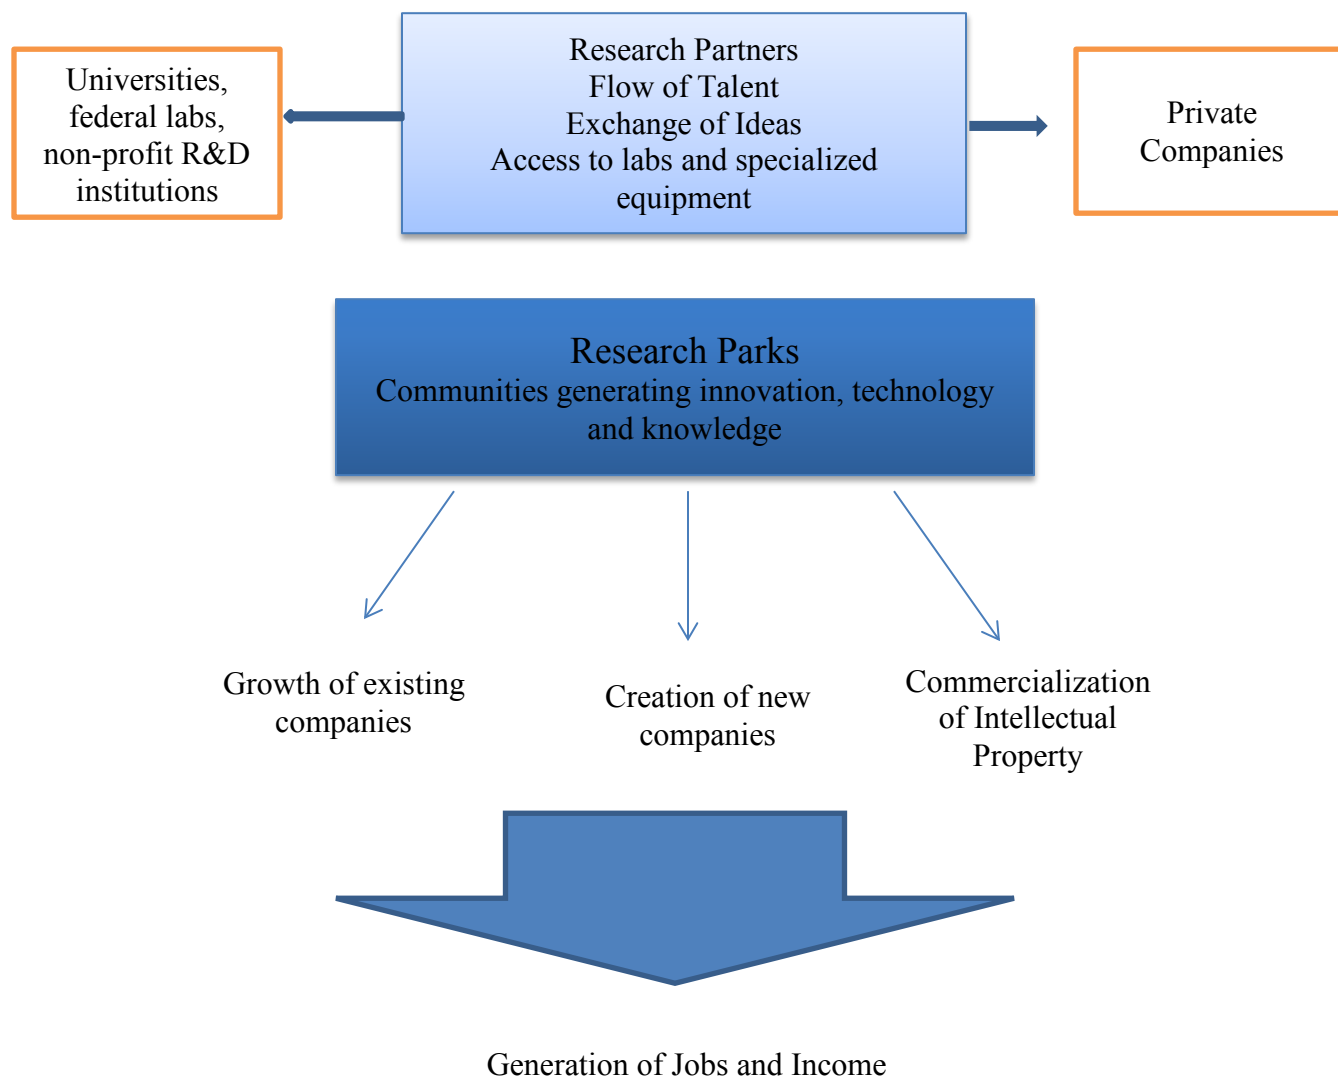 Research Partners
Flow of Talent
Exchange of Ideas
Access to labs and specialized
equipment
Universities,
federal labs,
non-profit R&D
institutions
Private
Companies
Research Parks
Communities generating innovation, technology
and knowledge
Growth of existing
companies
Creation of new
companies
Commercialization
of Intellectual
Property
Generation of Jobs and Income